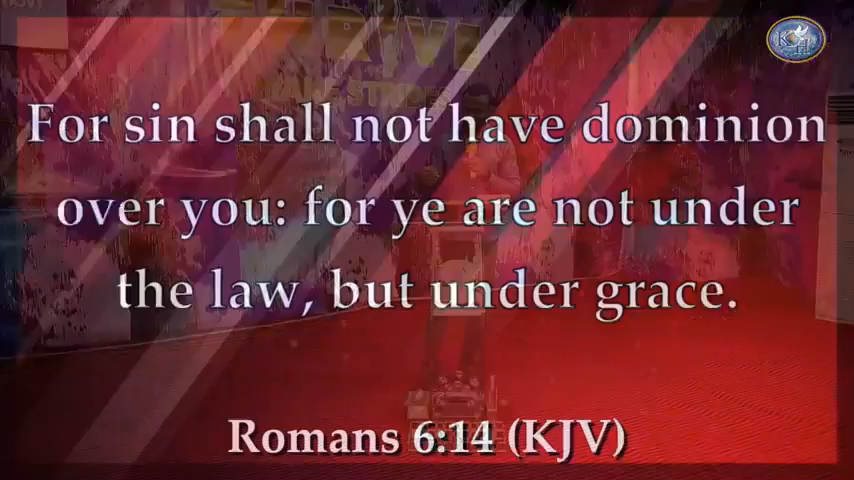 For sin shall not have dominion
over you: for ye are not under
the law, but under grace.
Romans 6:14 (KJV)